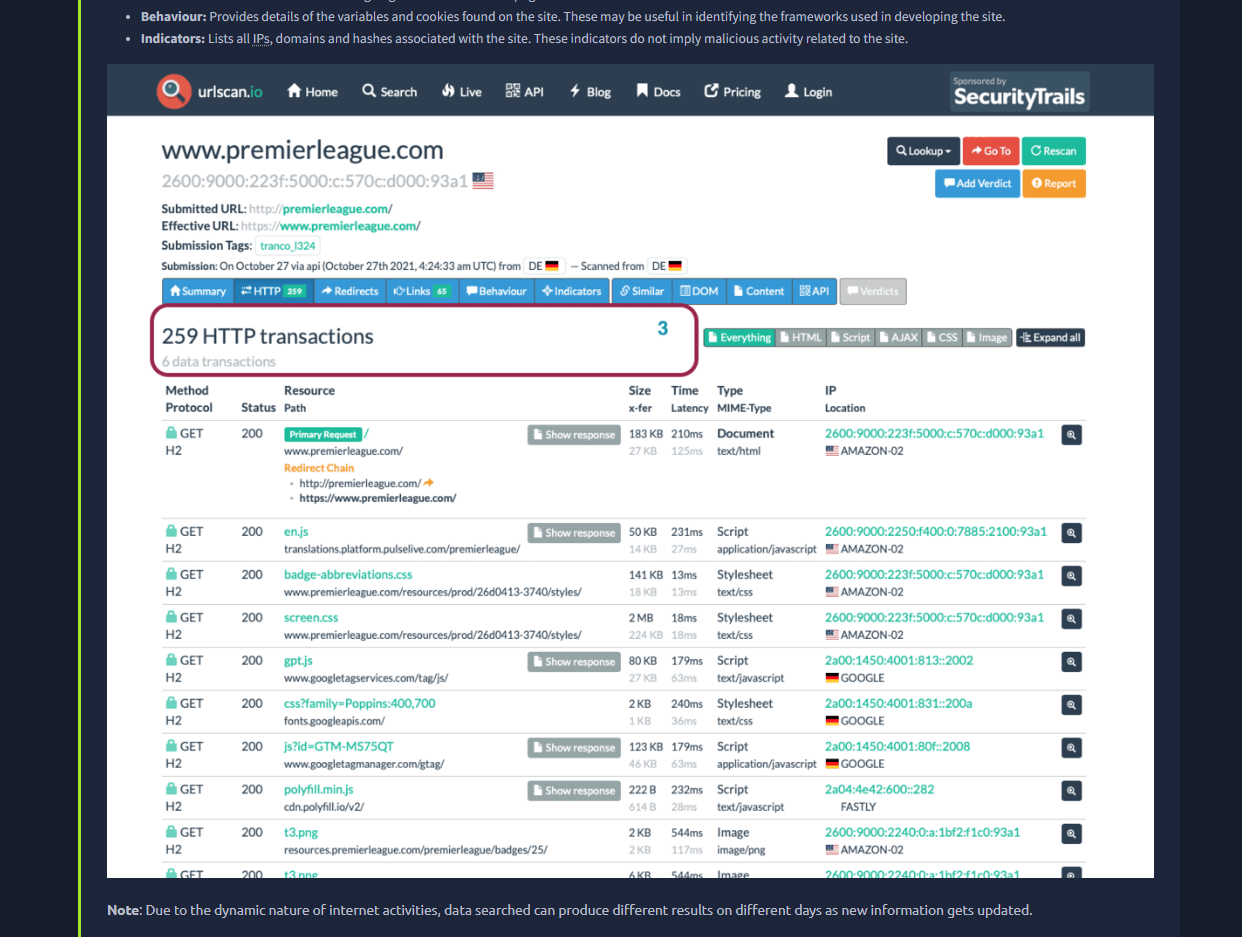 Behaviour: Provides details of the variables and cookies found on the site. These may be useful in identifying the frameworks used in developing the site.
Indicators: Lists all IPs, domains and hashes associated with the site. These indicators do not imply malicious activity related to the site.
urlscan.io Home Search Live API Blog Docs Pricing Login Sponsored by SecurityTrails
www.premierleague.com Lookup Go To Rescan
2600:9000:223f:5000:c:570c:d000:93a1 Add Verdict Report
Submitted URL: http://premierleague.com/
Effective URL: https://www.premierleague.com/
Submission Tags: tranco_l324
Submission: On October 27 via api (October 27th 2021, 4:24:33 am UTC) from DE — Scanned from DE
Summary HTTP 259 Redirects Links 65 Behaviour Indicators Similar DOM Content API Verdicts
259 HTTP transactions 3 Everything HTML Script AJAX CSS Image Expand all
6 data transactions
Method Resource Size Time Type IP
Protocol Status Path x-fer Latency MIME-Type Location
GET 200 Primary Request / Show response 183 KB 210ms Document 2600:9000:223f:5000:c:570c:d000:93a1
H2 www.premierleague.com/ 27 KB 125ms text/html AMAZON-02
Redirect Chain
http://premierleague.com/
https://www.premierleague.com/
GET 200 en.js Show response 50 KB 231ms Script 2600:9000:2250:f400:0:7885:2100:93a1
H2 translations.platform.pulselive.com/premierleague/ 14 KB 27ms application/javascript AMAZON-02
GET 200 badge-abbreviations.css 141 KB 13ms Stylesheet 2600:9000:223f:5000:c:570c:d000:93a1
H2 www.premierleague.com/resources/prod/26d0413-3740/styles/ 18 KB 13ms text/css AMAZON-02
GET 200 screen.css 2 MB 18ms Stylesheet 2600:9000:223f:5000:c:570c:d000:93a1
H2 www.premierleague.com/resources/prod/26d0413-3740/styles/ 224 KB 18ms text/css AMAZON-02
GET 200 gpt.js Show response 80 KB 179ms Script 2a00:1450:4001:813::2002
H2 www.googletagservices.com/tag/js/ 27 KB 63ms text/javascript GOOGLE
GET 200 css?family=Poppins:400,700 2 KB 240ms Stylesheet 2a00:1450:4001:831::200a
H2 fonts.googleapis.com/ 1 KB 36ms text/css GOOGLE
GET 200 js?id=GTM-MS75QT Show response 123 KB 179ms Script 2a00:1450:4001:80f::2008
H2 www.googletagmanager.com/gtag/ 46 KB 63ms application/javascript GOOGLE
GET 200 polyfill.min.js Show response 222 B 232ms Script 2a04:4e42:600::282
H2 cdn.polyfill.io/v2/ 614 B 28ms text/javascript FASTLY
GET 200 t3.png 2 KB 544ms Image 2600:9000:2240:0:a:1bf2:f1c0:93a1
H2 resources.premierleague.com/premierleague/badges/25/ 2 KB 117ms image/png AMAZON-02
GET 200 t3.png 6 KB 544ms Image 2600:9000:2240:0:a:1bf2:f1c0:93a1
Note: Due to the dynamic nature of internet activities, data searched can produce different results on different days as new information gets updated.